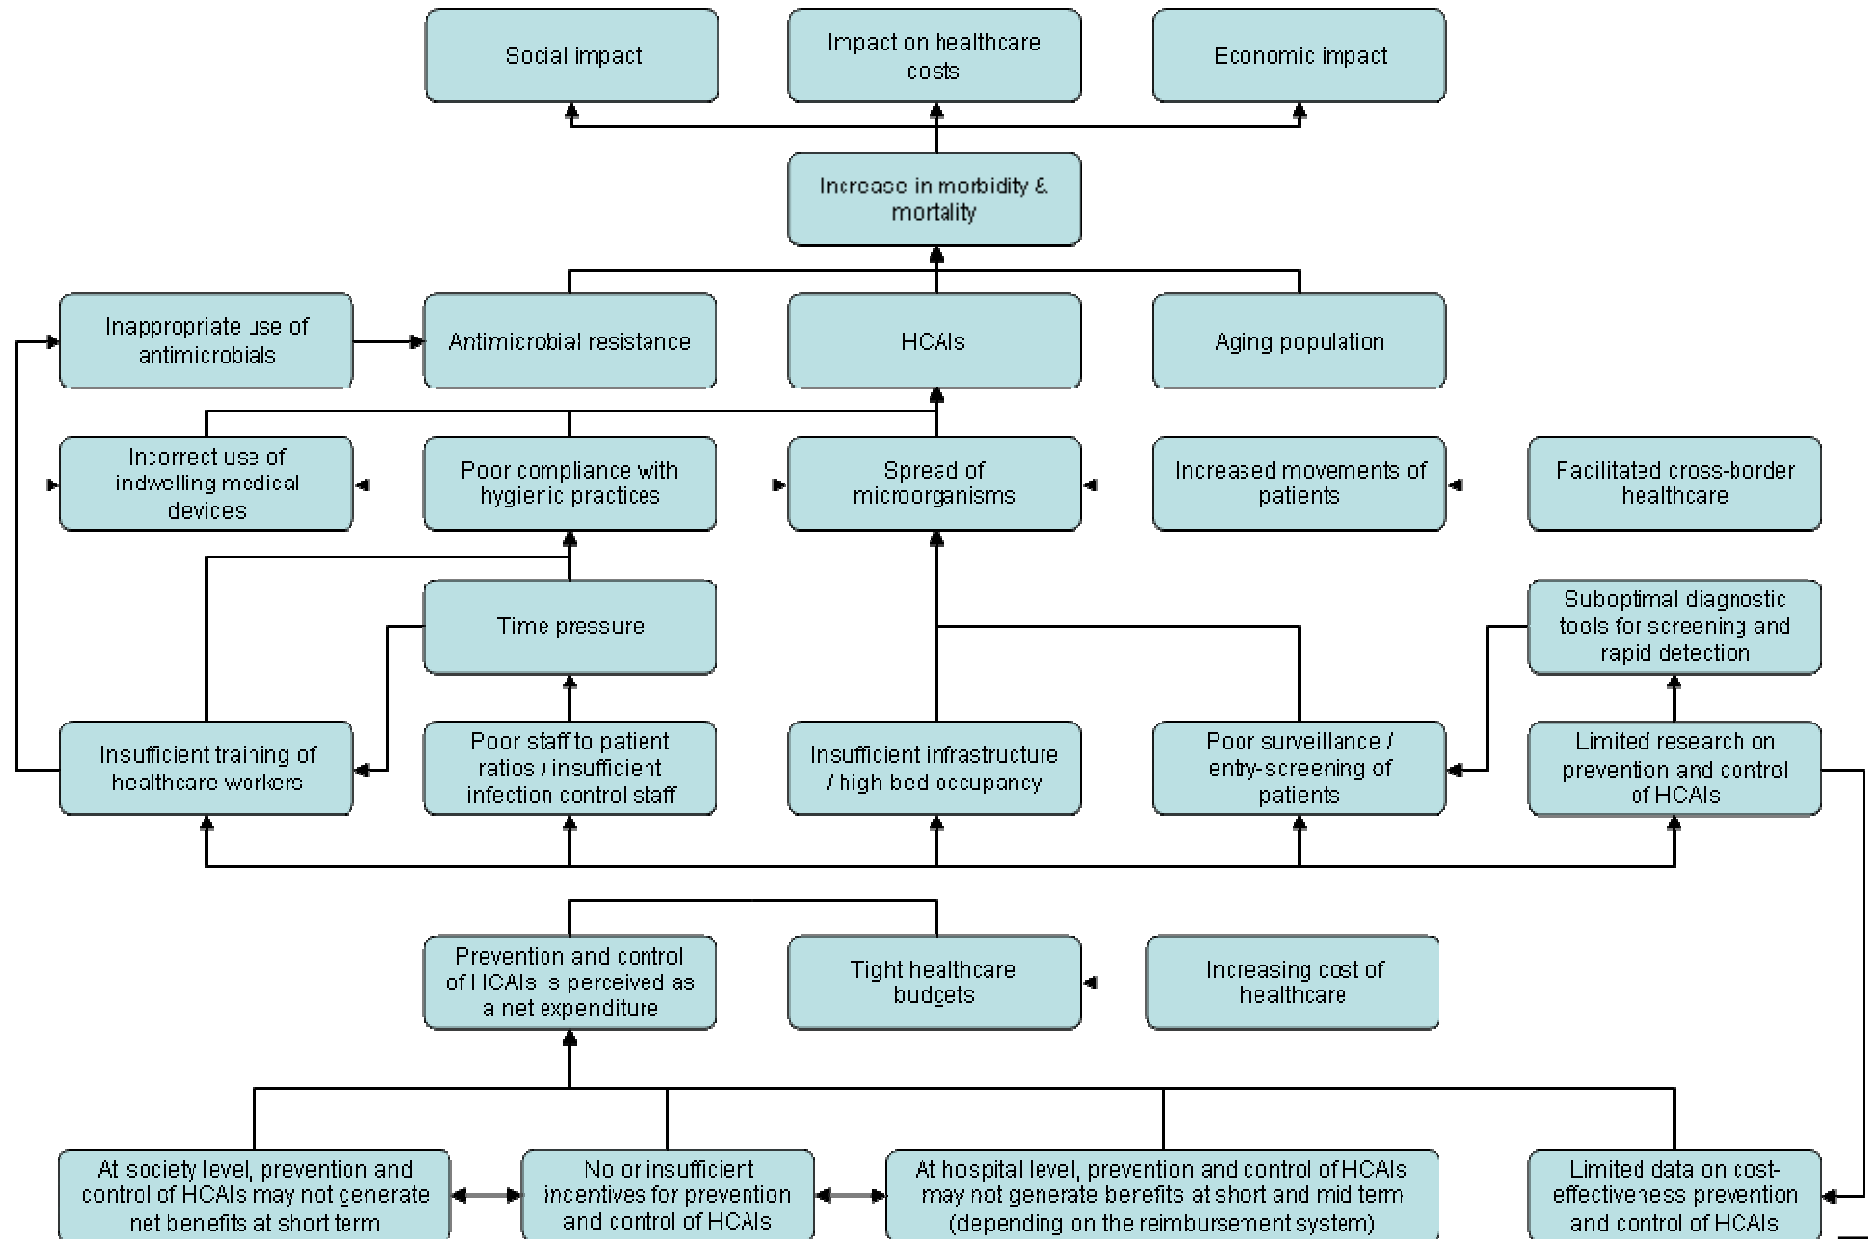 Social impact
Impact on healthcare
costs
Economic impact
Increase in morbidity &
mortality
Inappropriate use of
antimicrobials
Antimicrobial resistance
HCAIs
Aging population
Incorrect use of
indwelling medical
devices
Poor compliance with
hygienic practices
Spread of
microorganisms
Increased movements of
patients
Facilitated cross-border
healthcare
Time pressure
Suboptimal diagnostic
tools for screening and
rapid detection
Insufficient training of
healthcare workers
Poor staff to patient
ratios / insufficient
infection control staff
Insufficient infrastructure
/ high bed occupancy
Poor surveillance /
entry-screening of
patients
Limited research on
prevention and control
of HCAIs
Prevention and control
of HCAIs is perceived as
a net expenditure
Tight healthcare
budgets
Increasing cost of
healthcare
At society level, prevention and
control of HCAIs may not generate
net benefits at short term
No or insufficient
incentives for prevention
and control of HCAIs
At hospital level, prevention and control of HCAIs
may not generate benefits at short and mid term
(depending on the reimbursement system)
Limited data on cost-
effectiveness prevention
and control of HCAIs